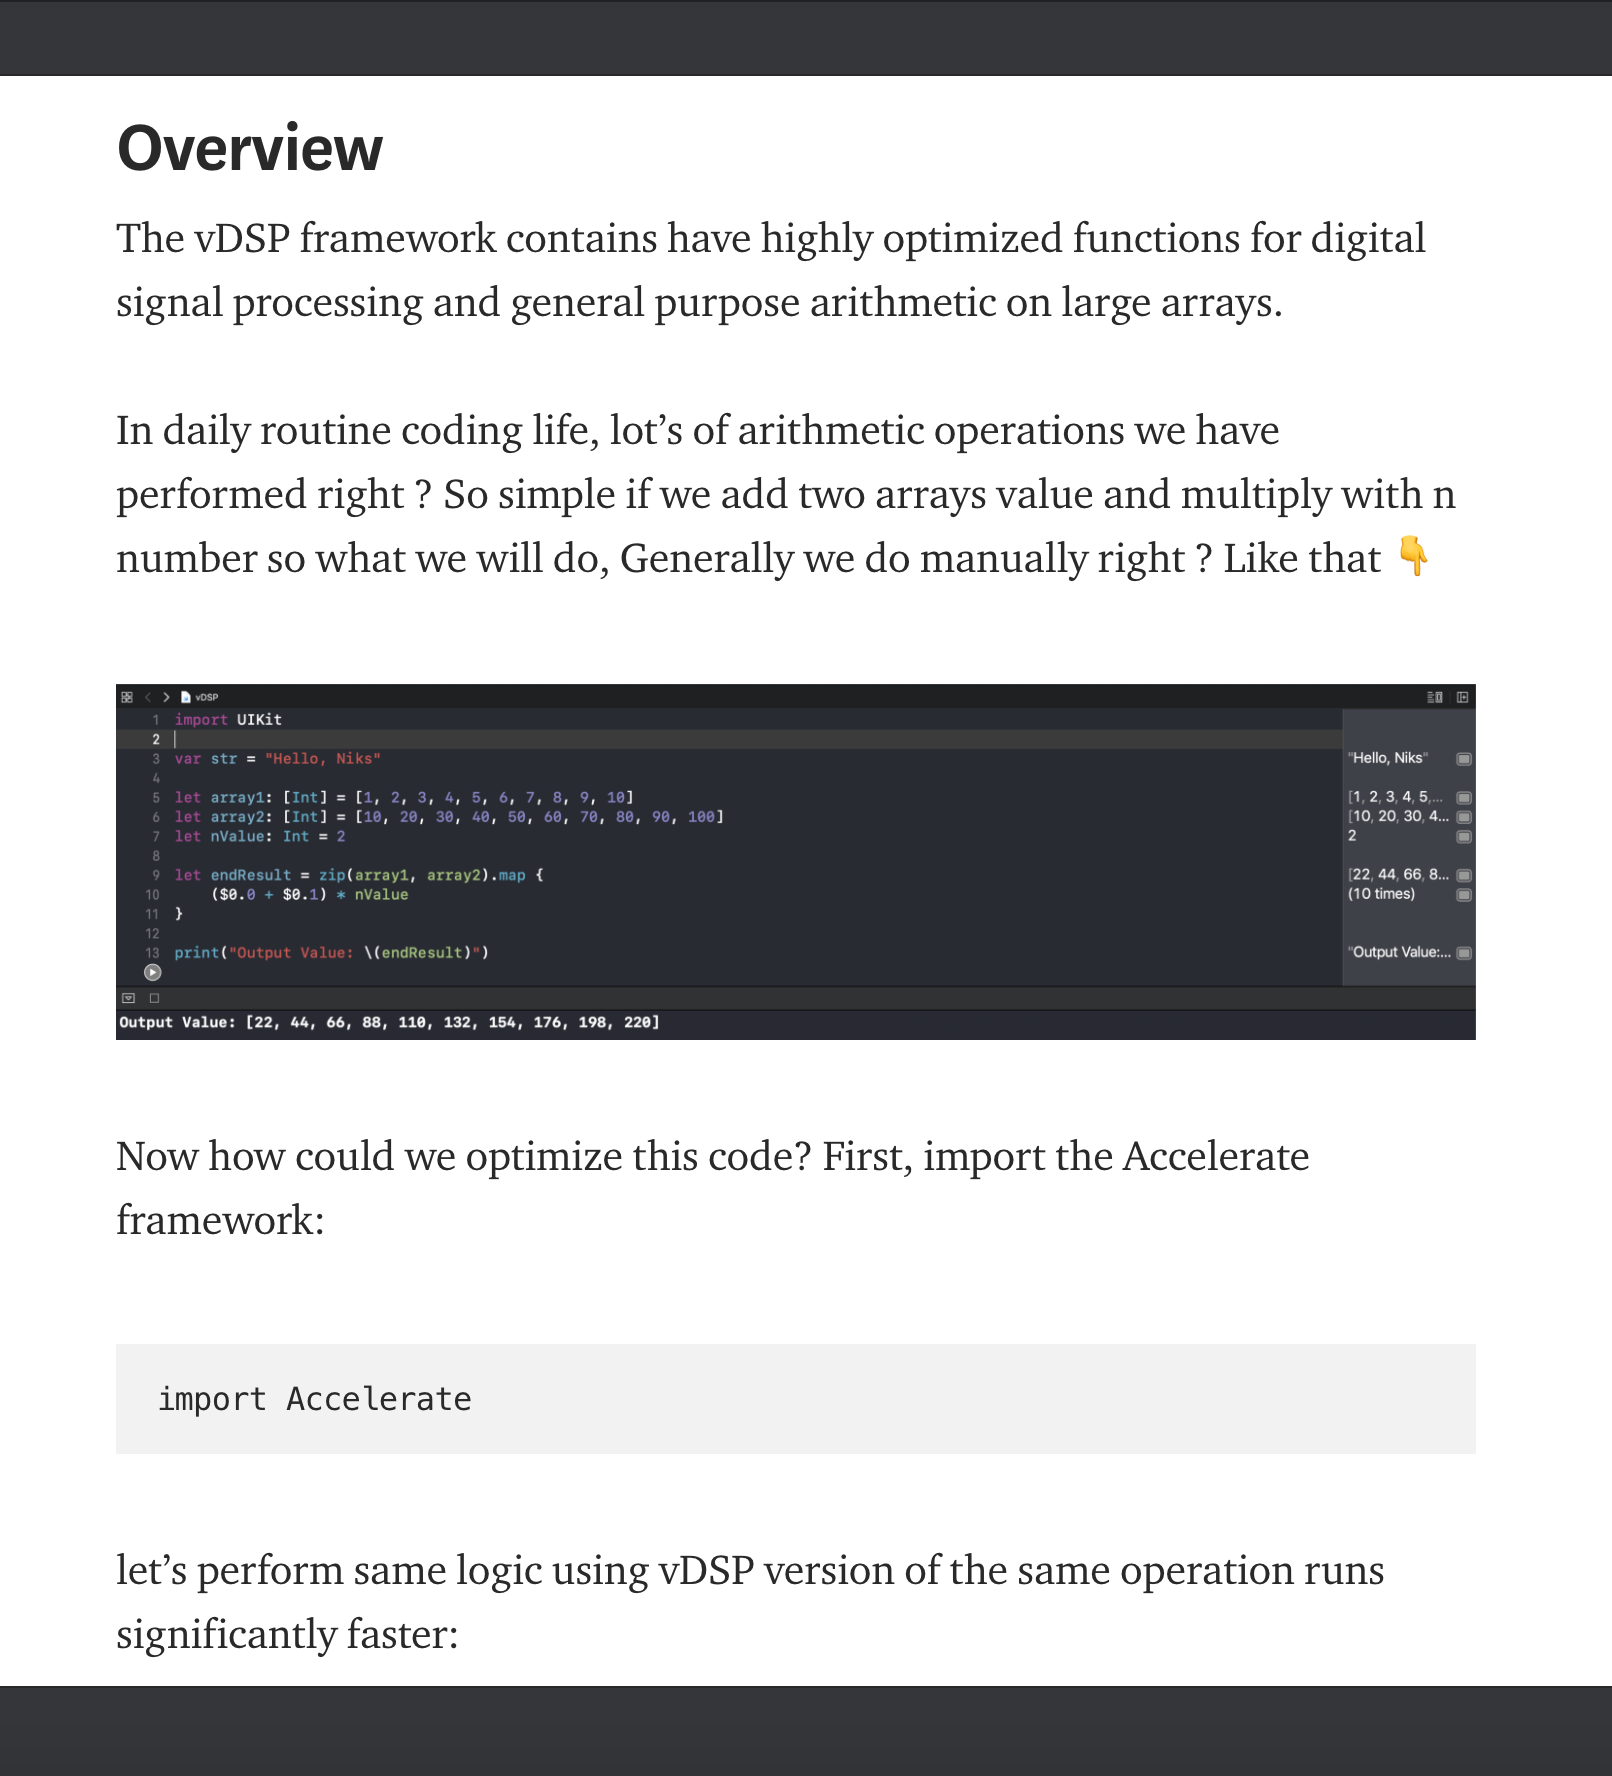 Overview
The vDSP framework contains have highly optimized functions for digital
signal processing and general purpose arithmetic on large arrays.
In daily routine coding life, lot’s of arithmetic operations we have
performed right ? So simple if we add two arrays value and multiply with n
number so what we will do, Generally we do manually right ? Like that 👇
vDSP
1 import UIKit
2
3 var str = "Hello, Niks"
"Hello, Niks"
4
5 let array1: [Int] = [1, 2, 3, 4, 5, 6, 7, 8, 9, 10]
[1, 2, 3, 4, 5,...
6 let array2: [Int] = [10, 20, 30, 40, 50, 60, 70, 80, 90, 100]
[10, 20, 30, 4...
7 let nValue: Int = 2
2
8
9 let endResult = zip(array1, array2).map {
[22, 44, 66, 8...
10 ($0.0 + $0.1) * nValue
(10 times)
11 }
12
13 print("Output Value: \(endResult)")
"Output Value:...
Output Value: [22, 44, 66, 88, 110, 132, 154, 176, 198, 220]
Now how could we optimize this code? First, import the Accelerate
framework:
import Accelerate
let’s perform same logic using vDSP version of the same operation runs
significantly faster: